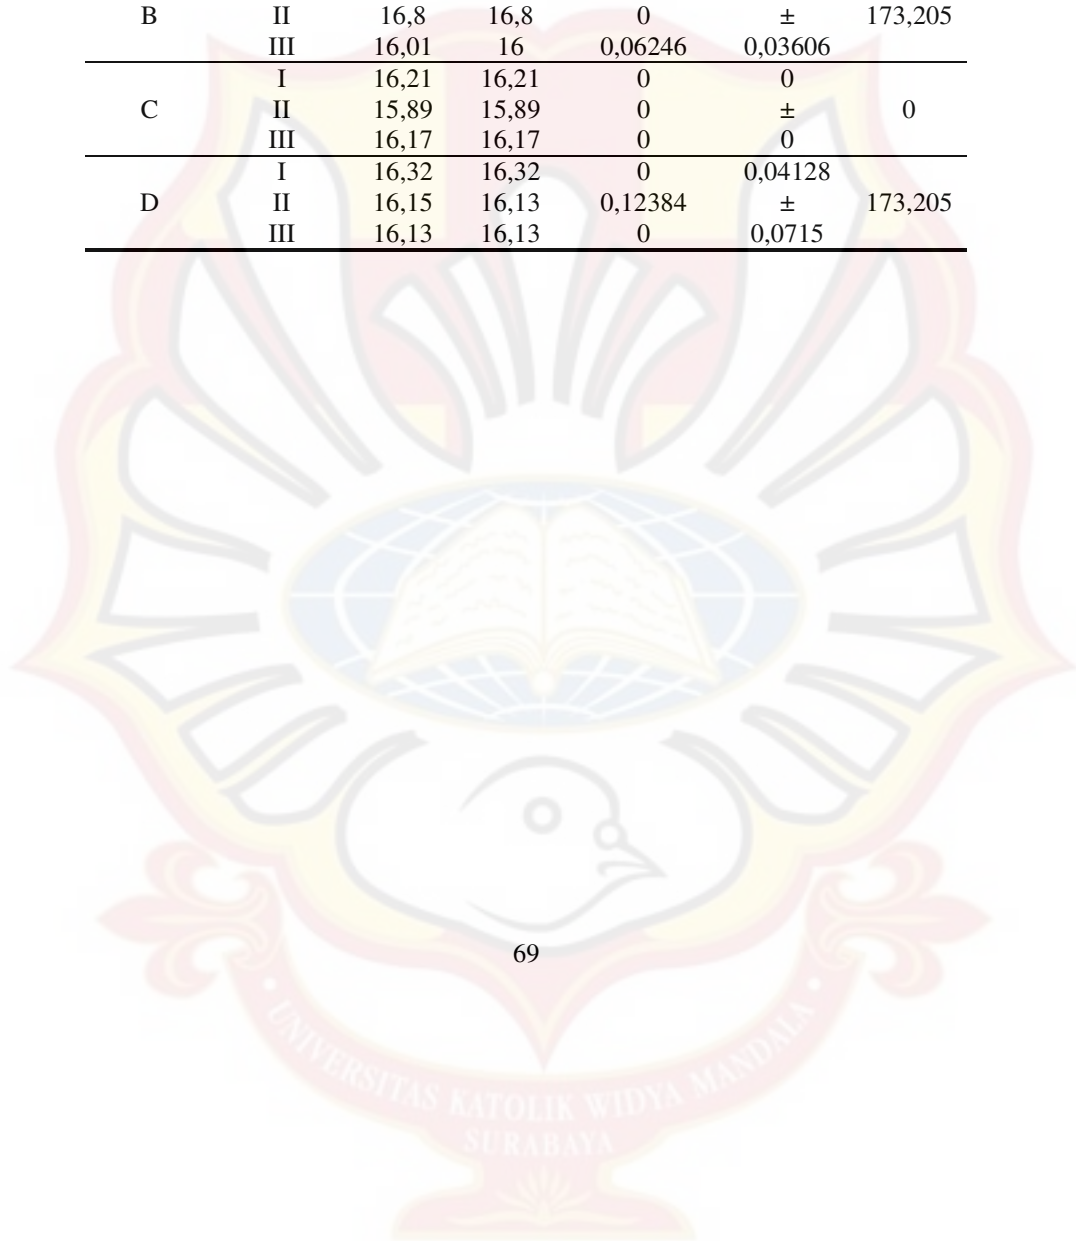 B II 16,8 16,8 0 ± 173,205
III 16,01 16 0,06246 0,03606
I 16,21 16,21 0 0
C II 15,89 15,89 0 ± 0
III 16,17 16,17 0 0
I 16,32 16,32 0 0,04128
D II 16,15 16,13 0,12384 ± 173,205
III 16,13 16,13 0 0,0715
69
UNIVERSITAS KATOLIK WIDYA MANDALA
SURABAYA